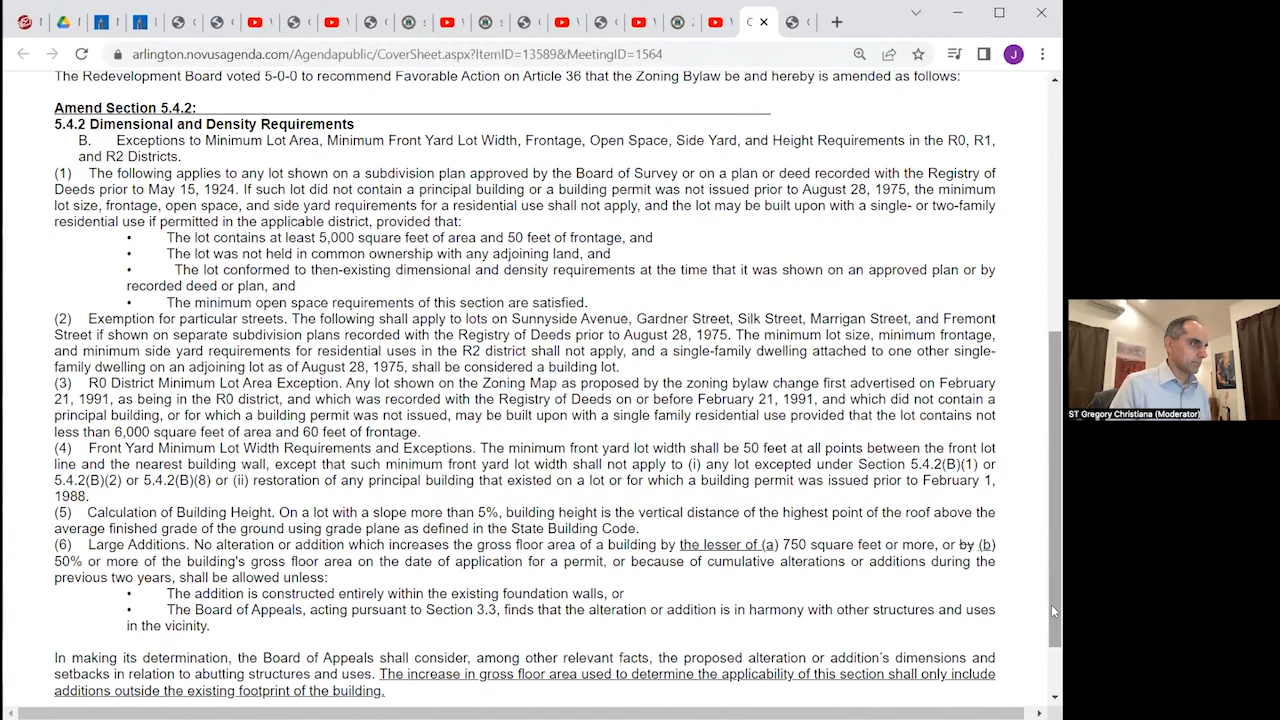 arlington.novusagenda.com/Agendapublic/CoverSheet.aspx?ItemID=13589&MeetingID=1564
J
The Redevelopment Board voted 5-0-0 to recommend Favorable Action on Article 36 that the Zoning Bylaw be and hereby is amended as follows:
Amend Section 5.4.2:
5.4.2 Dimensional and Density Requirements
B. Exceptions to Minimum Lot Area, Minimum Front Yard Lot Width, Frontage, Open Space, Side Yard, and Height Requirements in the R0, R1,
and R2 Districts.
(1) The following applies to any lot shown on a subdivision plan approved by the Board of Survey or on a plan or deed recorded with the Registry of
Deeds prior to May 15, 1924. If such lot did not contain a principal building or a building permit was not issued prior to August 28, 1975, the minimum
lot size, frontage, open space, and side yard requirements for a residential use shall not apply, and the lot may be built upon with a single- or two-family
residential use if permitted in the applicable district, provided that:
• The lot contains at least 5,000 square feet of area and 50 feet of frontage, and
• The lot was not held in common ownership with any adjoining land, and
• The lot conformed to then-existing dimensional and density requirements at the time that it was shown on an approved plan or by
recorded deed or plan, and
• The minimum open space requirements of this section are satisfied.
(2) Exemption for particular streets. The following shall apply to lots on Sunnyside Avenue, Gardner Street, Silk Street, Marrigan Street, and Fremont
Street if shown on separate subdivision plans recorded with the Registry of Deeds prior to August 28, 1975. The minimum lot size, minimum frontage,
and minimum side yard requirements for residential uses in the R2 district shall not apply, and a single-family dwelling attached to one other single-
family dwelling on an adjoining lot as of August 28, 1975, shall be considered a building lot.
(3) R0 District Minimum Lot Area Exception. Any lot shown on the Zoning Map as proposed by the zoning bylaw change first advertised on February
21, 1991, as being in the R0 district, and which was recorded with the Registry of Deeds on or before February 21, 1991, and which did not contain a
principal building, or for which a building permit was not issued, may be built upon with a single family residential use provided that the lot contains not
less than 6,000 square feet of area and 60 feet of frontage.
(4) Front Yard Minimum Lot Width Requirements and Exceptions. The minimum front yard lot width shall be 50 feet at all points between the front lot
line and the nearest building wall, except that such minimum front yard lot width shall not apply to (i) any lot excepted under Section 5.4.2(B)(1) or
5.4.2(B)(2) or 5.4.2(B)(8) or (ii) restoration of any principal building that existed on a lot or for which a building permit was issued prior to February 1,
1988.
(5) Calculation of Building Height. On a lot with a slope more than 5%, building height is the vertical distance of the highest point of the roof above the
average finished grade of the ground using grade plane as defined in the State Building Code.
(6) Large Additions. No alteration or addition which increases the gross floor area of a building by the lesser of (a) 750 square feet or more, or by (b)
50% or more of the building's gross floor area on the date of application for a permit, or because of cumulative alterations or additions during the
previous two years, shall be allowed unless:
• The addition is constructed entirely within the existing foundation walls, or
• The Board of Appeals, acting pursuant to Section 3.3, finds that the alteration or addition is in harmony with other structures and uses
in the vicinity.
In making its determination, the Board of Appeals shall consider, among other relevant facts, the proposed alteration or addition's dimensions and
setbacks in relation to abutting structures and uses. The increase in gross floor area used to determine the applicability of this section shall only include
additions outside the existing footprint of the building.
ST Gregory Christiana (Moderator)